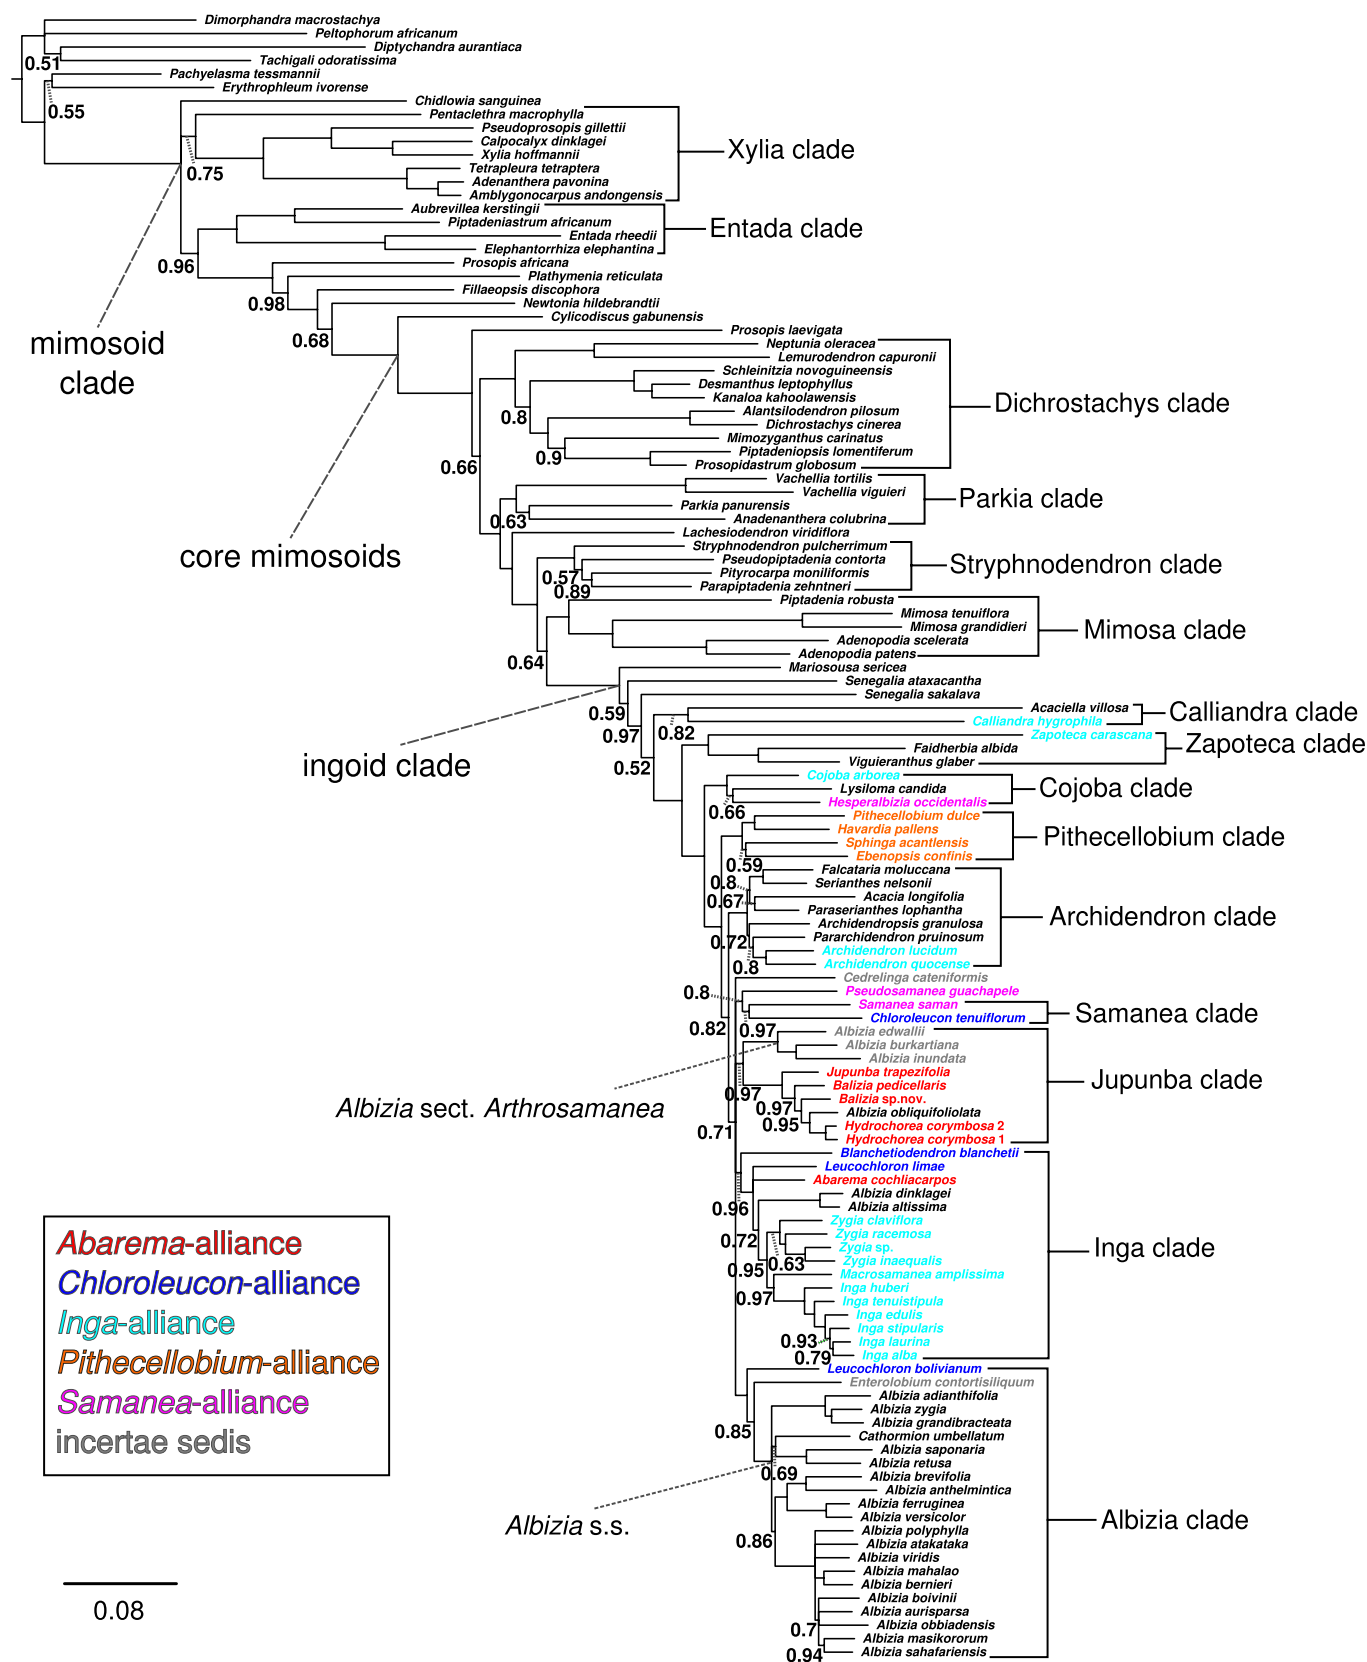 Dimorphandra macrostachya
Peltophorum africanum
Diptychandra aurantiaca
0.51
Tachigali odoratissima
Pachyelasma tessmannii
Erythrophleum ivorense
0.55
Chidlowia sanguinea
Pentaclethra macrophylla
Pseudoprosopis gillettii
Calpocalyx dinklagei
Xylia clade
Xylia hoffmannii
Tetrapleura tetraptera
0.75
Adenanthera pavonina
Amblygonocarpus andongensis
Aubrevillea kerstingii
Piptadeniastrum africanum
Entada clade
Entada rheedii
Elephantorrhiza elephantina
0.96
Prosopis africana
Plathymenia reticulata
Fillaeopsis discophora
0.98
Newtonia hildebrandtii
Cylicodiscus gabunensis
Prosopis laevigata
0.68
mimosoid
clade
Neptunia oleracea
Lemurodendron capuronii
Schleinitzia novoguineensis
Desmanthus leptophyllus
Kanaloa kahoolawensis
Dichrostachys clade
Alantsilodendron pilosum
0.8
Dichrostachys cinerea
Mimozyganthus carinatus
Piptadeniopsis lomentiferum
0.9
Prosopidastrum globosum
0.66
Vachellia tortilis
Vachellia viguieri
Parkia clade
Parkia panurensis
0.63
Anadenanthera colubrina
Lachesiodendron viridiflora
Stryphnodendron pulcherrimum
core mimosoids
Pseudopiptadenia contorta
Stryphnodendron clade
Pityrocarpa moniliformis
0.57
Parapiptadenia zehntneri
0.89
Piptadenia robusta
Mimosa tenuiflora
Mimosa grandidieri
Mimosa clade
Adenopodia scelerata
Adenopodia patens
0.64
Mariosousa sericea
Senegalia ataxacantha
Senegalia sakalava
Acaciella villosa
0.59
Calliandra clade
Calliandra hygrophila
0.97
0.82
Zapoteca carascana
Zapoteca clade
Faidherbia albida
Viguieranthus glaber
ingoid clade
0.52
Cojoba arborea
Lysiloma candida
Cojoba clade
Hesperalbizia occidentalis
0.66
Pithecellobium dulce
Havardia pallens
Pithecellobium clade
Sphinga acantlensis
Ebenopsis confinis
0.59
Falcataria moluccana
0.8
Serianthes nelsonii
Acacia longifolia
0.67
Paraserianthes lophantha
Archidendron clade
Archidendropsis granulosa
Pararchidendron pruinosum
0.72
Archidendron lucidum
Archidendron quocense
0.8
Cedrelinga cateniformis
Pseudosamanea guachapele
0.8
Samanea saman
Samanea clade
Chloroleucon tenuiflorum
0.82
0.97
Albizia edwallii
Albizia burkartiana
Albizia inundata
Jupunba trapezifolia
Jupunba clade
Balizia pedicellaris
0.97
Balizia sp.nov.
Albizia sect. Arthrosamanea
0.97
Albizia obliquifoliolata
0.95
Hydrochorea corymbosa 2
0.71
Hydrochorea corymbosa 1
Blanchetiodendron blanchetii
Leucochloron limae
Abarema cochliacarpos
Albizia dinklagei
0.96
Albizia altissima
Zygia claviflora
Zygia racemosa
0.72
Zygia sp.
Inga clade
Zygia inaequalis
0.63
0.95
Macrosamanea amplissima
Inga huberi
0.97
Inga tenuistipula
Inga edulis
Inga stipularis
0.93
Inga laurina
Inga alba
0.79
Leucochloron bolivianum
Enterolobium contortisiliquum
Albizia adianthifolia
Albizia zygia
Albizia grandibracteata
0.85
Cathormion umbellatum
Albizia saponaria
Albizia retusa
0.69
Albizia brevifolia
Albizia anthelmintica
Albizia ferruginea
Albizia versicolor
Albizia s.s.
Albizia clade
Albizia polyphylla
0.86
Albizia atakataka
Albizia viridis
Albizia mahalao
Albizia bernieri
Albizia boivinii
Albizia aurisparsa
Albizia obbiadensis
0.7
Albizia masikororum
Albizia sahafariensis
0.94
Abarema-alliance
Chloroleucon-alliance
Inga-alliance
Pithecellobium-alliance
Samanea-alliance
incertae sedis
0.08